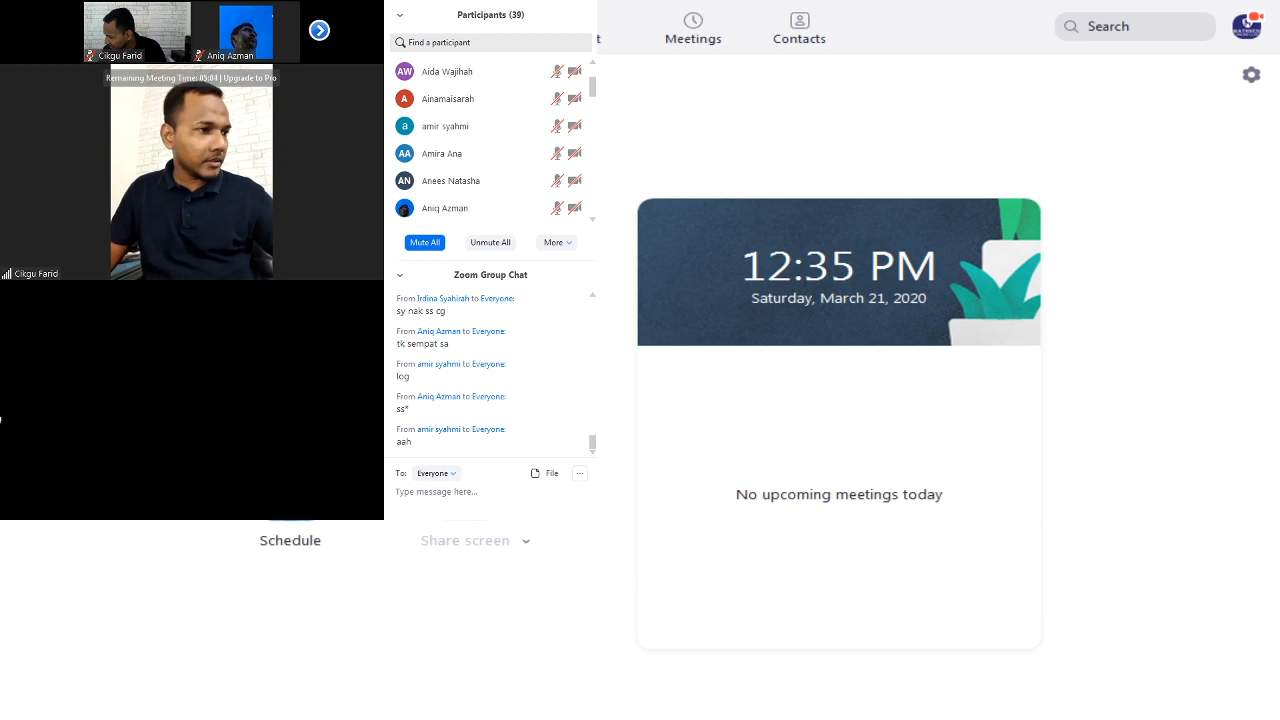 Cikgu Farid
Aniq Azman
Remaining Meeting Time: 05:04 | Upgrade to Pro
Cikgu Farid
Participants (39)
Find a participant
AW Aida Wajihah
A Ainamaisarah
a amir syahmi
AA Amira Ana
AN Anees Natasha
Aniq Azman
Mute All Unmute All More
Zoom Group Chat
From Irdina Syahirah to Everyone:
sy nak ss cg
From Aniq Azman to Everyone:
tk sempat sa
From amir syahmi to Everyone:
log
From Aniq Azman to Everyone:
ss*
From amir syahmi to Everyone:
aah
To: Everyone File ...
Type message here...
Schedule
Share screen
t Meetings Contacts
Search
12:35 PM
Saturday, March 21, 2020
No upcoming meetings today